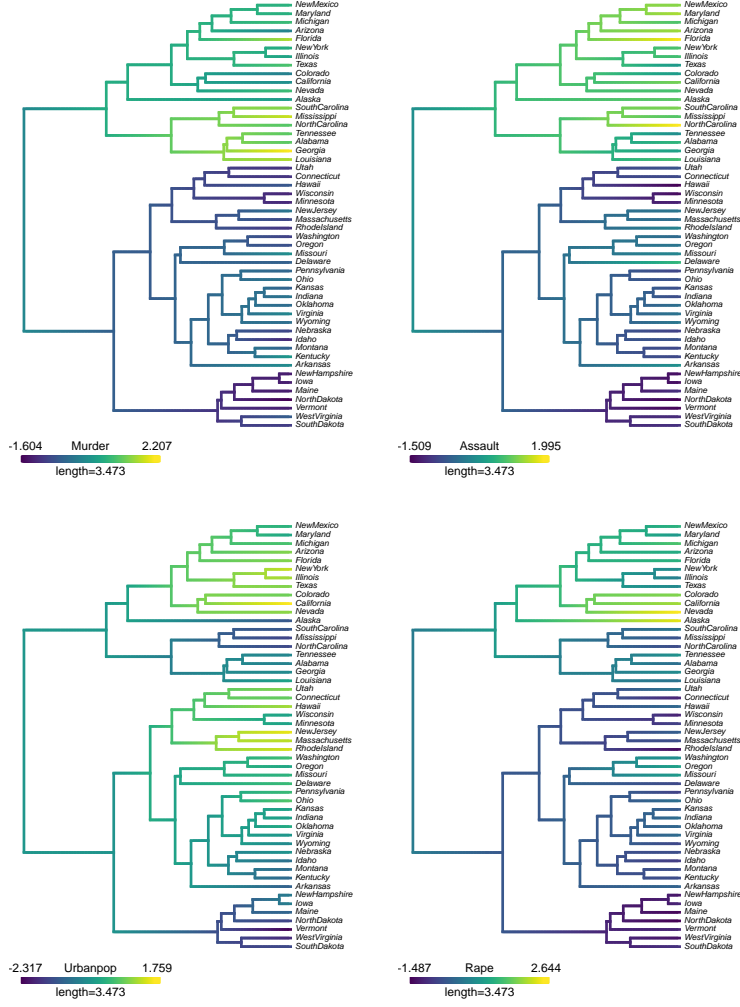 NewMexico
Maryland
Michigan
Arizona
Florida
NewYork
Illinois
Texas
Colorado
California
Nevada
Alaska
SouthCarolina
Mississippi
NorthCarolina
Tennessee
Alabama
Georgia
Louisiana
Utah
Connecticut
Hawaii
Wisconsin
Minnesota
NewJersey
Massachusetts
RhodeIsland
Washington
Oregon
Missouri
Delaware
Pennsylvania
Ohio
Kansas
Indiana
Oklahoma
Virginia
Wyoming
Nebraska
Idaho
Montana
Kentucky
Arkansas
NewHampshire
Iowa
Maine
NorthDakota
Vermont
WestVirginia
SouthDakota
-1.604 Murder 2.207
length=3.473
NewMexico
Maryland
Michigan
Arizona
Florida
NewYork
Illinois
Texas
Colorado
California
Nevada
Alaska
SouthCarolina
Mississippi
NorthCarolina
Tennessee
Alabama
Georgia
Louisiana
Utah
Connecticut
Hawaii
Wisconsin
Minnesota
NewJersey
Massachusetts
RhodeIsland
Washington
Oregon
Missouri
Delaware
Pennsylvania
Ohio
Kansas
Indiana
Oklahoma
Virginia
Wyoming
Nebraska
Idaho
Montana
Kentucky
Arkansas
NewHampshire
Iowa
Maine
NorthDakota
Vermont
WestVirginia
SouthDakota
-1.509 Assault 1.995
length=3.473
NewMexico
Maryland
Michigan
Arizona
Florida
NewYork
Illinois
Texas
Colorado
California
Nevada
Alaska
SouthCarolina
Mississippi
NorthCarolina
Tennessee
Alabama
Georgia
Louisiana
Utah
Connecticut
Hawaii
Wisconsin
Minnesota
NewJersey
Massachusetts
RhodeIsland
Washington
Oregon
Missouri
Delaware
Pennsylvania
Ohio
Kansas
Indiana
Oklahoma
Virginia
Wyoming
Nebraska
Idaho
Montana
Kentucky
Arkansas
NewHampshire
Iowa
Maine
NorthDakota
Vermont
WestVirginia
SouthDakota
-2.317 Urbanpop 1.759
length=3.473
NewMexico
Maryland
Michigan
Arizona
Florida
NewYork
Illinois
Texas
Colorado
California
Nevada
Alaska
SouthCarolina
Mississippi
NorthCarolina
Tennessee
Alabama
Georgia
Louisiana
Utah
Connecticut
Hawaii
Wisconsin
Minnesota
NewJersey
Massachusetts
RhodeIsland
Washington
Oregon
Missouri
Delaware
Pennsylvania
Ohio
Kansas
Indiana
Oklahoma
Virginia
Wyoming
Nebraska
Idaho
Montana
Kentucky
Arkansas
NewHampshire
Iowa
Maine
NorthDakota
Vermont
WestVirginia
SouthDakota
-1.487 Rape 2.644
length=3.473